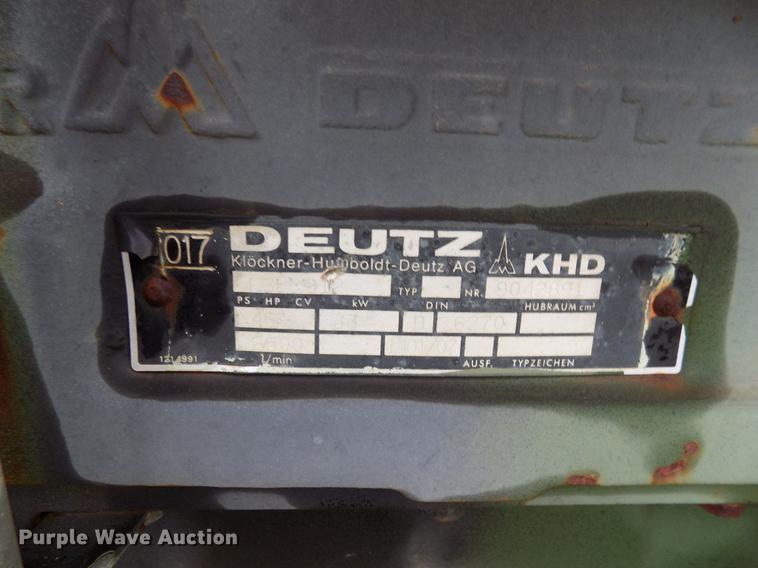 DEUTZ
017 DEUTZ KHD
Klöckner-Humboldt-Deutz AG
TYP NR. 9042891
PS HP CV kW DIN HUBRAUM cm³
6270
1214991 1/min AUSF. TYPZEICHEN
Purple Wave Auction